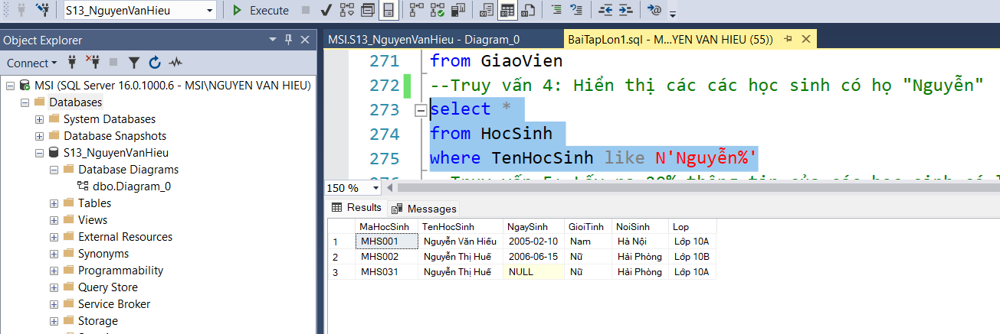 S13_NguyenVanHieu
Execute
Object Explorer
Connect
MSI (SQL Server 16.0.1000.6 - MSI\NGUYEN VAN HIEU)
Databases
System Databases
Database Snapshots
S13_NguyenVanHieu
Database Diagrams
dbo.Diagram_0
Tables
Views
External Resources
Synonyms
Programmability
Query Store
Service Broker
Storage
MSI.S13_NguyenVanHieu - Diagram_0
BaiTapLon1.sql - M...YEN VAN HIEU (55))
271 from GiaoVien
272 --Truy vấn 4: Hiển thị các các học sinh có họ "Nguyễn"
273 select *
274 from HocSinh
275 where TenHocSinh like N'Nguyễn%'
150 %
Results
Messages
MaHocSinh TenHocSinh NgaySinh GioiTinh NoiSinh Lop
1 MHS001 Nguyễn Văn Hiếu 2005-02-10 Nam Hà Nội Lớp 10A
2 MHS002 Nguyễn Thị Huế 2006-06-15 Nữ Hải Phòng Lớp 10B
3 MHS031 Nguyễn Thị Huế NULL Nữ Hải Phòng Lớp 10A